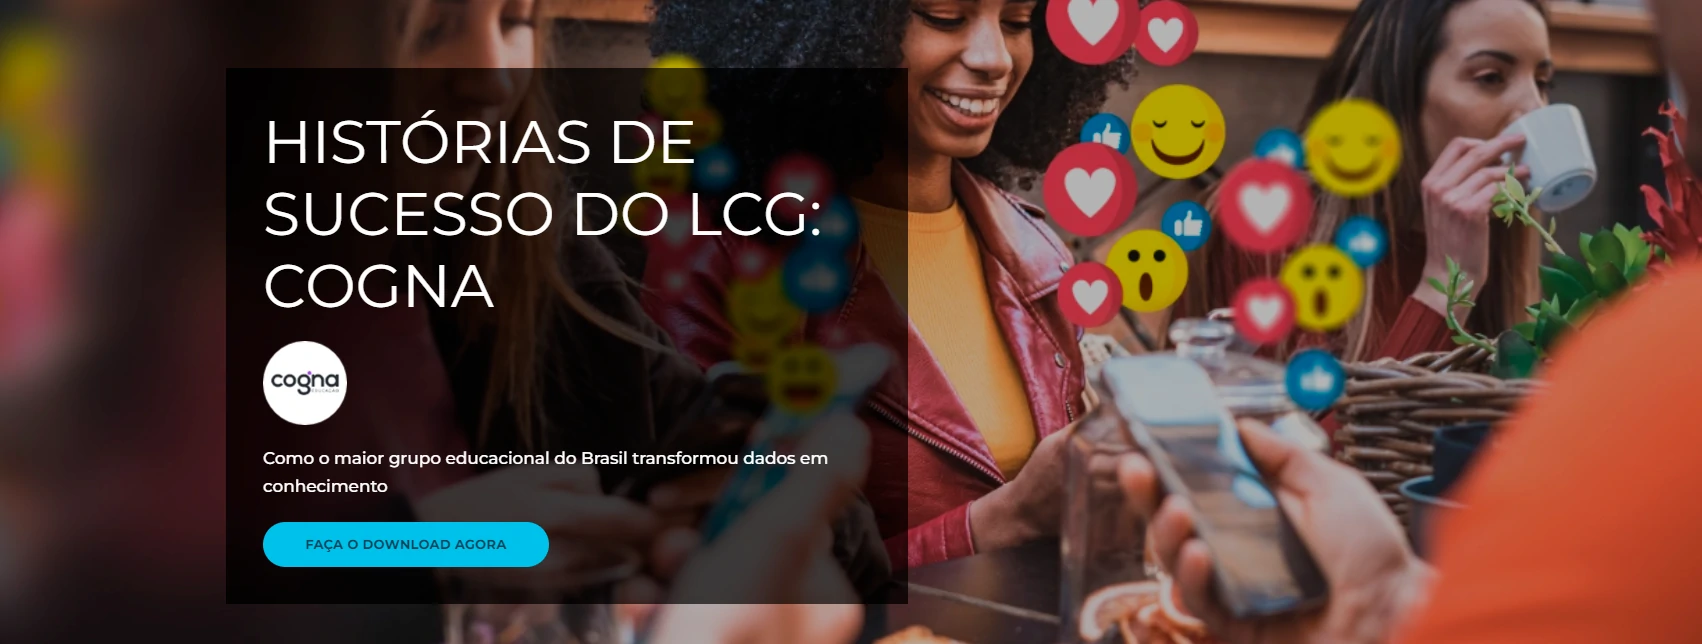 HISTÓRIAS DE
SUCESSO DO LCG:
COGNA
cogna
EDUCAÇÃO
Como o maior grupo educacional do Brasil transformou dados em
conhecimento
FAÇA O DOWNLOAD AGORA